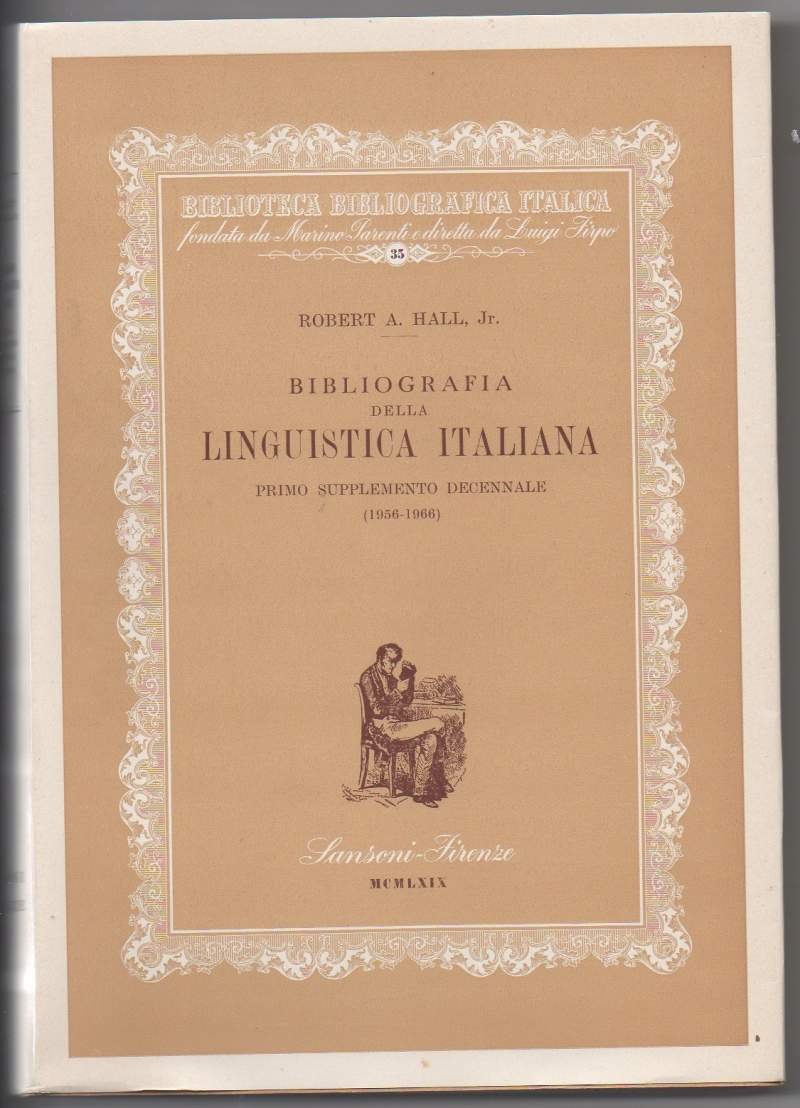 BIBLIOTECA BIBLIOGRAFICA ITALICA
fondata da Marino Parenti e diretta da Luigi Firpo
35
ROBERT A. HALL, Jr.
BIBLIOGRAFIA
DELLA
LINGUISTICA ITALIANA
PRIMO SUPPLEMENTO DECENNALE
(1956-1966)
Sansoni-Firenze
MCMLXIX